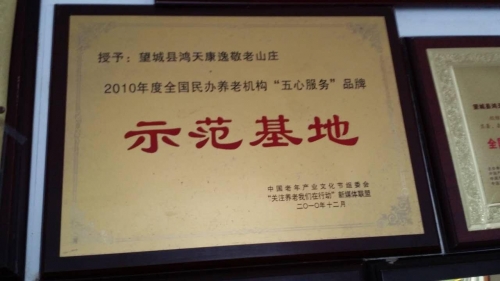 授予：望城县鸿天康逸敬老山庄
2010年度全国民办养老机构“五心服务”品牌
示范基地
中国老年产业文化节组委会
“关注养老我们在行动”新媒体联盟
二〇一〇年十二月